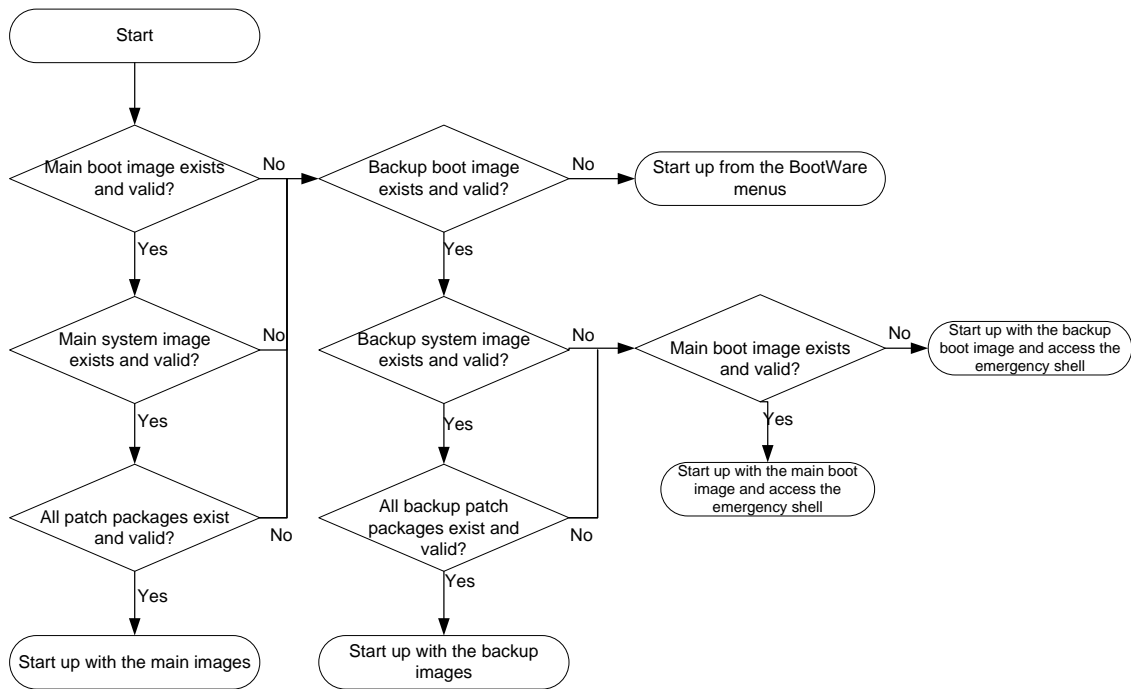 Start
Main boot image exists
and valid?
No
Backup boot image
exists and valid?
No
Start up from the BootWare
menus
Yes
Yes
Main system image
exists and valid?
No
Backup system image
exists and valid?
No
Main boot image exists
and valid?
No
Start up with the backup
boot image and access the
emergency shell
Yes
Yes
Yes
Start up with the main boot
image and access the
emergency shell
All patch packages exist
and valid?
No
All backup patch
packages exist and
valid?
No
Yes
Yes
Start up with the main images
Start up with the backup
images